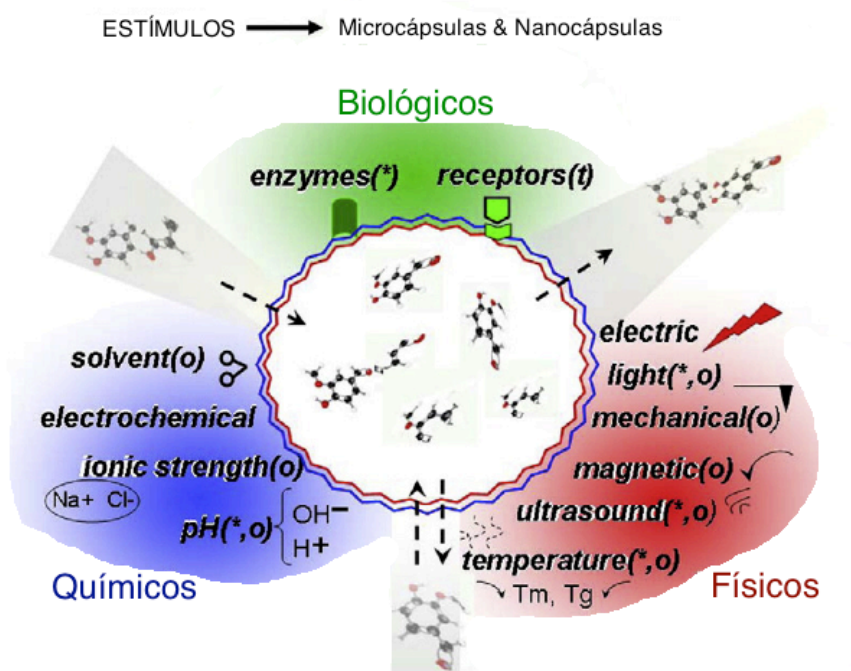 ESTÍMULOS Microcápsulas & Nanocápsulas
Biológicos
enzymes(*) receptors(t)
solvent(o)
electrochemical
ionic strength(o)
Na+ Cl-
pH(*,o)
OH−
H+
Químicos
electric
light(*,o)
mechanical(o)
magnetic(o)
ultrasound(*,o)
temperature(*,o)
Tm, Tg
Físicos